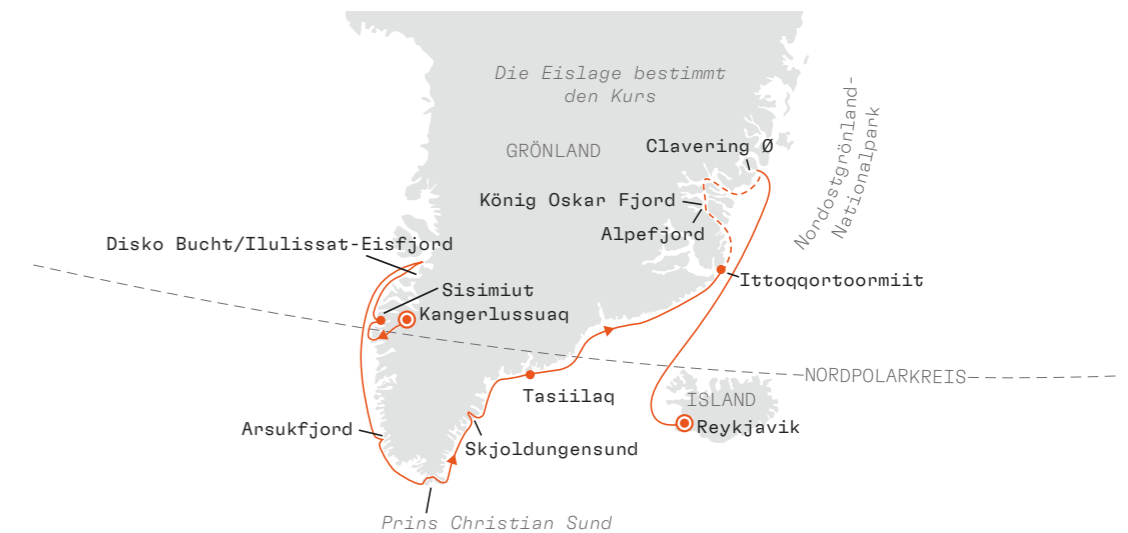 Die Eislage bestimmt
den Kurs
GRÖNLAND
Clavering Ø
Nordostgrönland-
Nationalpark
König Oskar Fjord
Alpefjord
Disko Bucht/Ilulissat-Eisfjord
Ittoqqortoormiit
Sisimiut
Kangerlussuaq
NORDPOLARKREIS
Tasiilaq
ISLAND
Reykjavik
Arsukfjord
Skjoldungensund
Prins Christian Sund